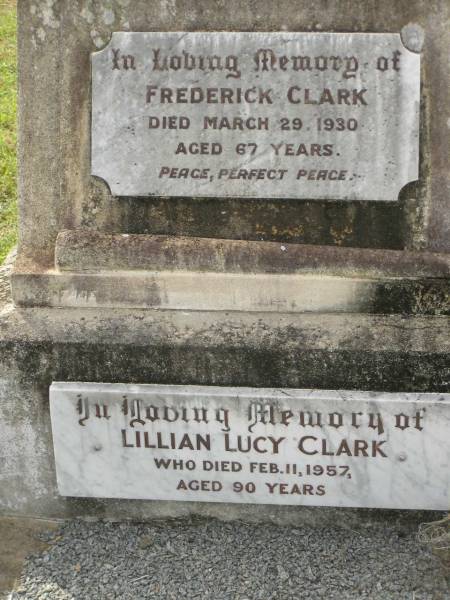 In Loving Memory of
FREDERICK CLARK
DIED MARCH 29. 1930
AGED 67 YEARS.
PEACE, PERFECT PEACE.
In Loving Memory of
LILLIAN LUCY CLARK
WHO DIED FEB. 11, 1957,
AGED 90 YEARS